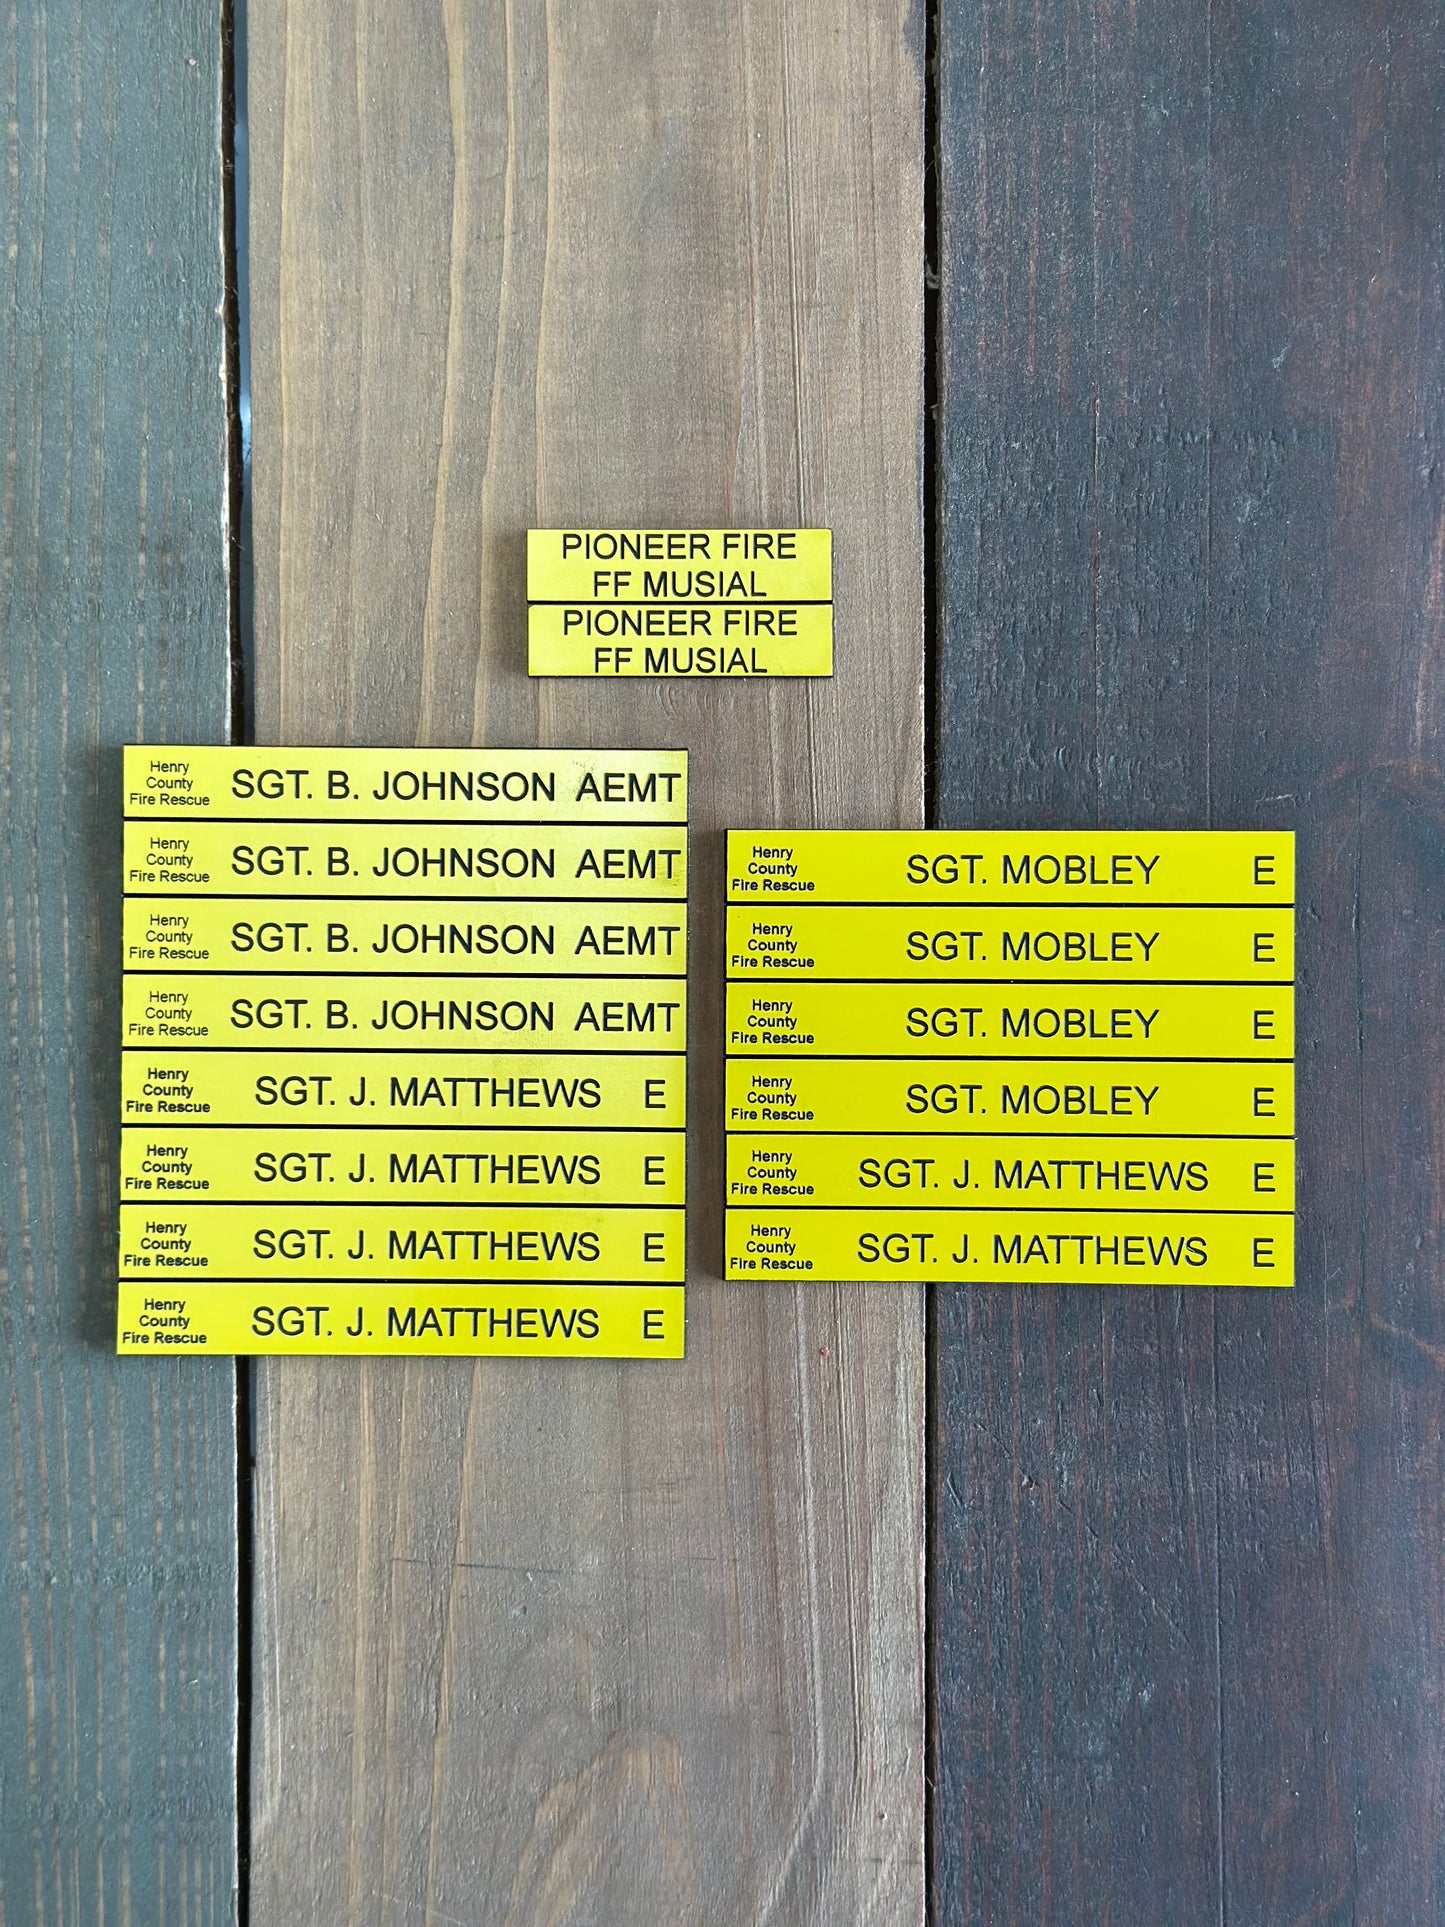 PIONEER FIRE
FF MUSIAL
PIONEER FIRE
FF MUSIAL
Henry
County
Fire Rescue
SGT. B. JOHNSON AEMT
Henry
County
Fire Rescue
SGT. B. JOHNSON AEMT
Henry
County
Fire Rescue
SGT. B. JOHNSON AEMT
Henry
County
Fire Rescue
SGT. B. JOHNSON AEMT
Henry
County
Fire Rescue
SGT. J. MATTHEWS E
Henry
County
Fire Rescue
SGT. J. MATTHEWS E
Henry
County
Fire Rescue
SGT. J. MATTHEWS E
Henry
County
Fire Rescue
SGT. J. MATTHEWS E
Henry
County
Fire Rescue
SGT. MOBLEY E
Henry
County
Fire Rescue
SGT. MOBLEY E
Henry
County
Fire Rescue
SGT. MOBLEY E
Henry
County
Fire Rescue
SGT. MOBLEY E
Henry
County
Fire Rescue
SGT. J. MATTHEWS E
Henry
County
Fire Rescue
SGT. J. MATTHEWS E